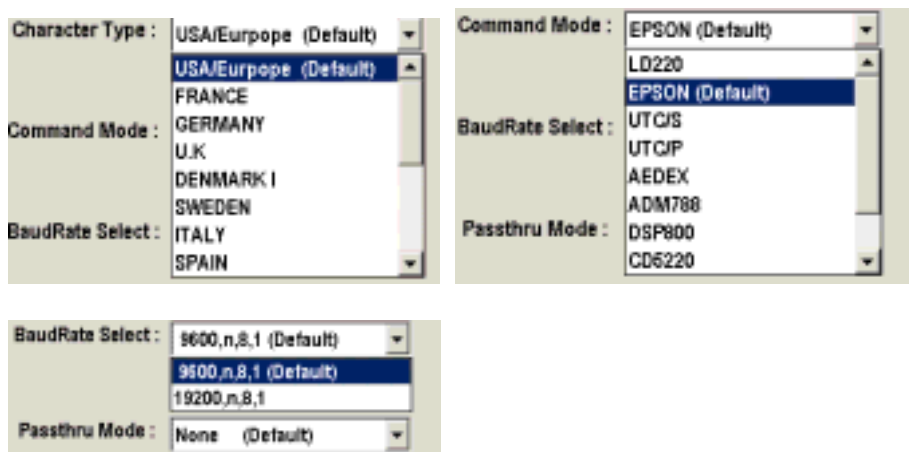 Character Type : USA/Eurpope (Default)
USA/Eurpope (Default)
FRANCE
GERMANY
Command Mode :
U.K
DENMARK I
SWEDEN
BaudRate Select :
ITALY
SPAIN
Command Mode : EPSON (Default)
LD220
EPSON (Default)
UTC/S
BaudRate Select :
UTC/P
AEDEX
ADM788
Passthru Mode :
DSP800
CD5220
BaudRate Select : 9600,n,8,1 (Default)
9600,n,8,1 (Default)
19200,n,8,1
Passthru Mode : None (Default)